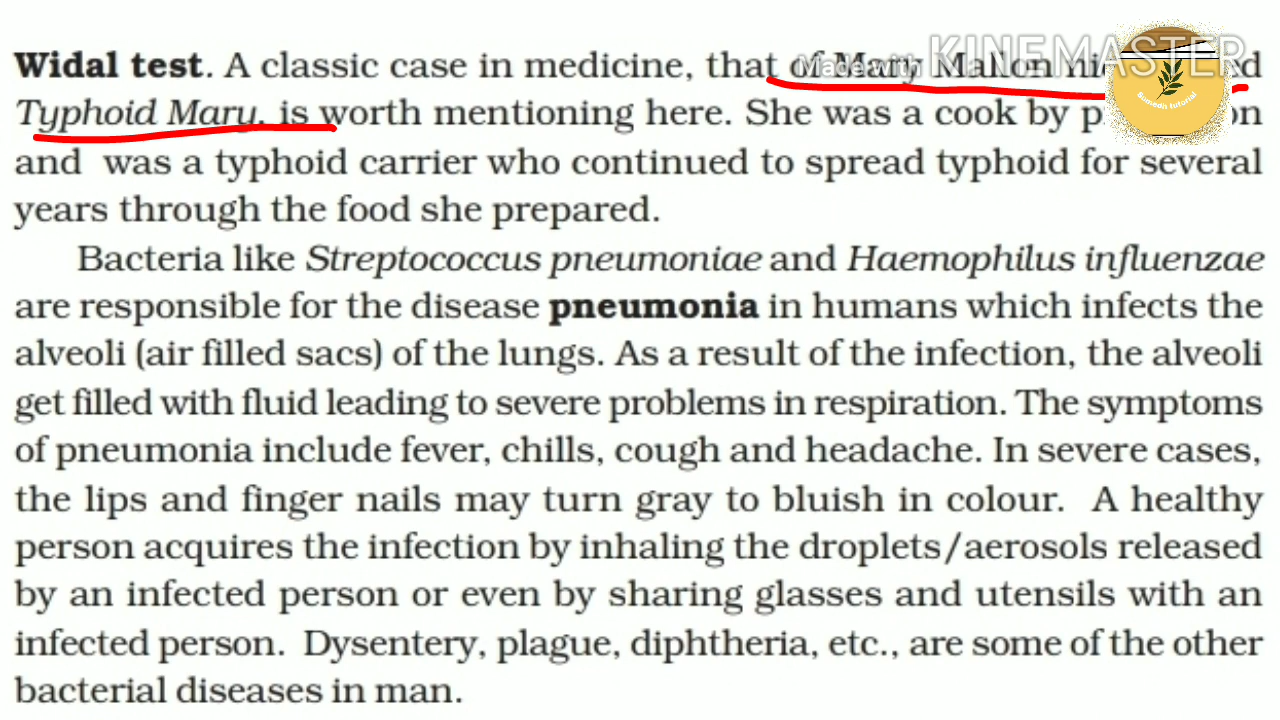 Widal test. A classic case in medicine, that of Mary Mallon
Made with KINEMASTER
Sumedh tutorial
Typhoid Mary, is worth mentioning here. She was a cook by
and was a typhoid carrier who continued to spread typhoid for several
years through the food she prepared.
Bacteria like Streptococcus pneumoniae and Haemophilus influenzae
are responsible for the disease pneumonia in humans which infects the
alveoli (air filled sacs) of the lungs. As a result of the infection, the alveoli
get filled with fluid leading to severe problems in respiration. The symptoms
of pneumonia include fever, chills, cough and headache. In severe cases,
the lips and finger nails may turn gray to bluish in colour. A healthy
person acquires the infection by inhaling the droplets/aerosols released
by an infected person or even by sharing glasses and utensils with an
infected person. Dysentery, plague, diphtheria, etc., are some of the other
bacterial diseases in man.